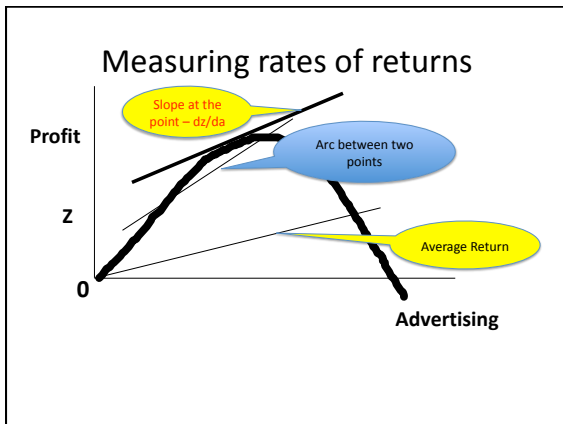 Measuring rates of returns
Slope at the
point – dz/da
Profit
Arc between two
points
Z
Average Return
0
Advertising